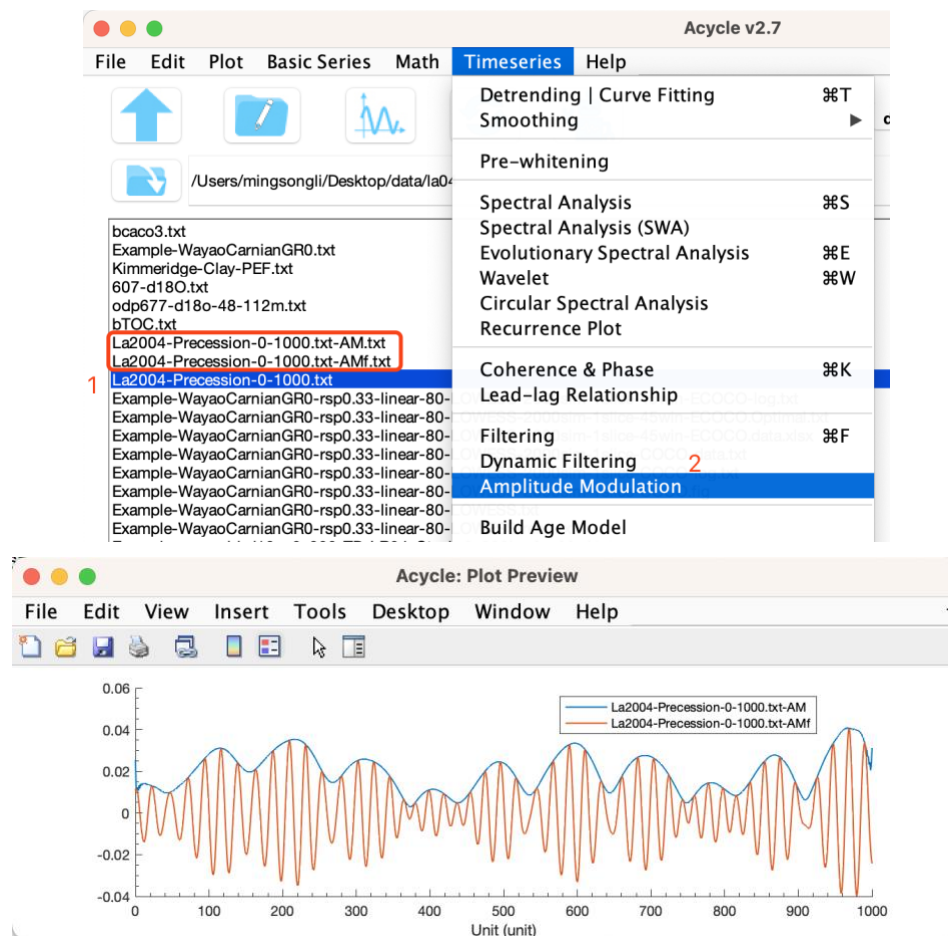 Acycle v2.7
File Edit Plot Basic Series Math Timeseries Help
Detrending | Curve Fitting ⌘T
Smoothing ▶
/Users/mingsongli/Desktop/data/la04
Pre-whitening
Spectral Analysis ⌘S
Spectral Analysis (SWA)
Evolutionary Spectral Analysis ⌘E
Wavelet ⌘W
Circular Spectral Analysis
Recurrence Plot
Coherence & Phase ⌘K
Lead-lag Relationship
Filtering ⌘F
Dynamic Filtering 2
Amplitude Modulation
Build Age Model
bcaco3.txt
Example-WayaoCarnianGR0.txt
Kimmeridge-Clay-PEF.txt
607-d18O.txt
odp677-d18o-48-112m.txt
bTOC.txt
La2004-Precession-0-1000.txt-AM.txt
La2004-Precession-0-1000.txt-AMf.txt
1 La2004-Precession-0-1000.txt
Example-WayaoCarnianGR0-rsp0.33-linear-80-
Example-WayaoCarnianGR0-rsp0.33-linear-80-
Example-WayaoCarnianGR0-rsp0.33-linear-80-
Example-WayaoCarnianGR0-rsp0.33-linear-80-
Example-WayaoCarnianGR0-rsp0.33-linear-80-
Example-WayaoCarnianGR0-rsp0.33-linear-80-
Example-WayaoCarnianGR0-rsp0.33-linear-80-
Example-WayaoCarnianGR0-rsp0.33-linear-80-
Acycle: Plot Preview
File Edit View Insert Tools Desktop Window Help
La2004-Precession-0-1000.txt-AM
La2004-Precession-0-1000.txt-AMf
0.06
0.04
0.02
0
-0.02
-0.04
0 100 200 300 400 500 600 700 800 900 1000
Unit (unit)